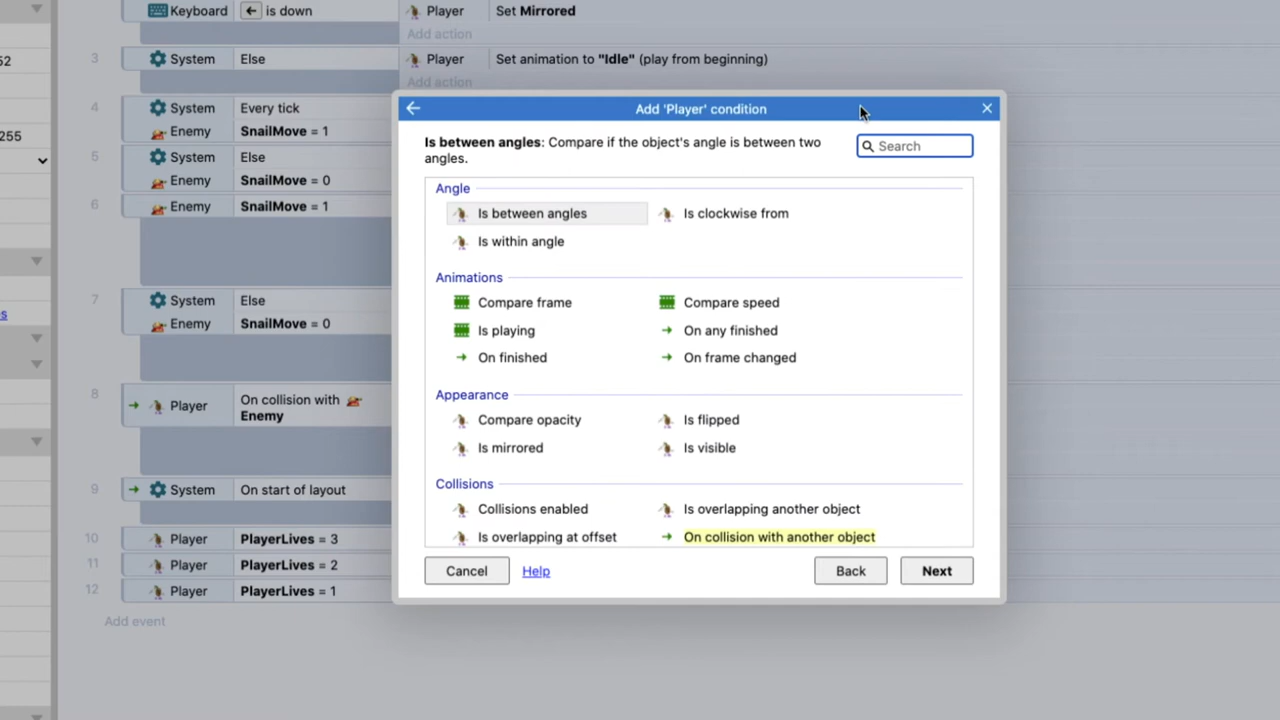 Keyboard ← is down Player Set Mirrored
Add action
52
3 System Else Player Set animation to "Idle" (play from beginning)
Add action
4 System Every tick
Enemy SnailMove = 1
255
5 System Else
Enemy SnailMove = 0
6 Enemy SnailMove = 1
7 System Else
s
Enemy SnailMove = 0
8 Player On collision with
Enemy
9 System On start of layout
10 Player PlayerLives = 3
11 Player PlayerLives = 2
12 Player PlayerLives = 1
Add event
Add 'Player' condition
Is between angles: Compare if the object's angle is between two
angles.
Search
Angle
Is between angles Is clockwise from
Is within angle
Animations
Compare frame Compare speed
Is playing On any finished
On finished On frame changed
Appearance
Compare opacity Is flipped
Is mirrored Is visible
Collisions
Collisions enabled Is overlapping another object
Is overlapping at offset On collision with another object
Cancel Help Back Next